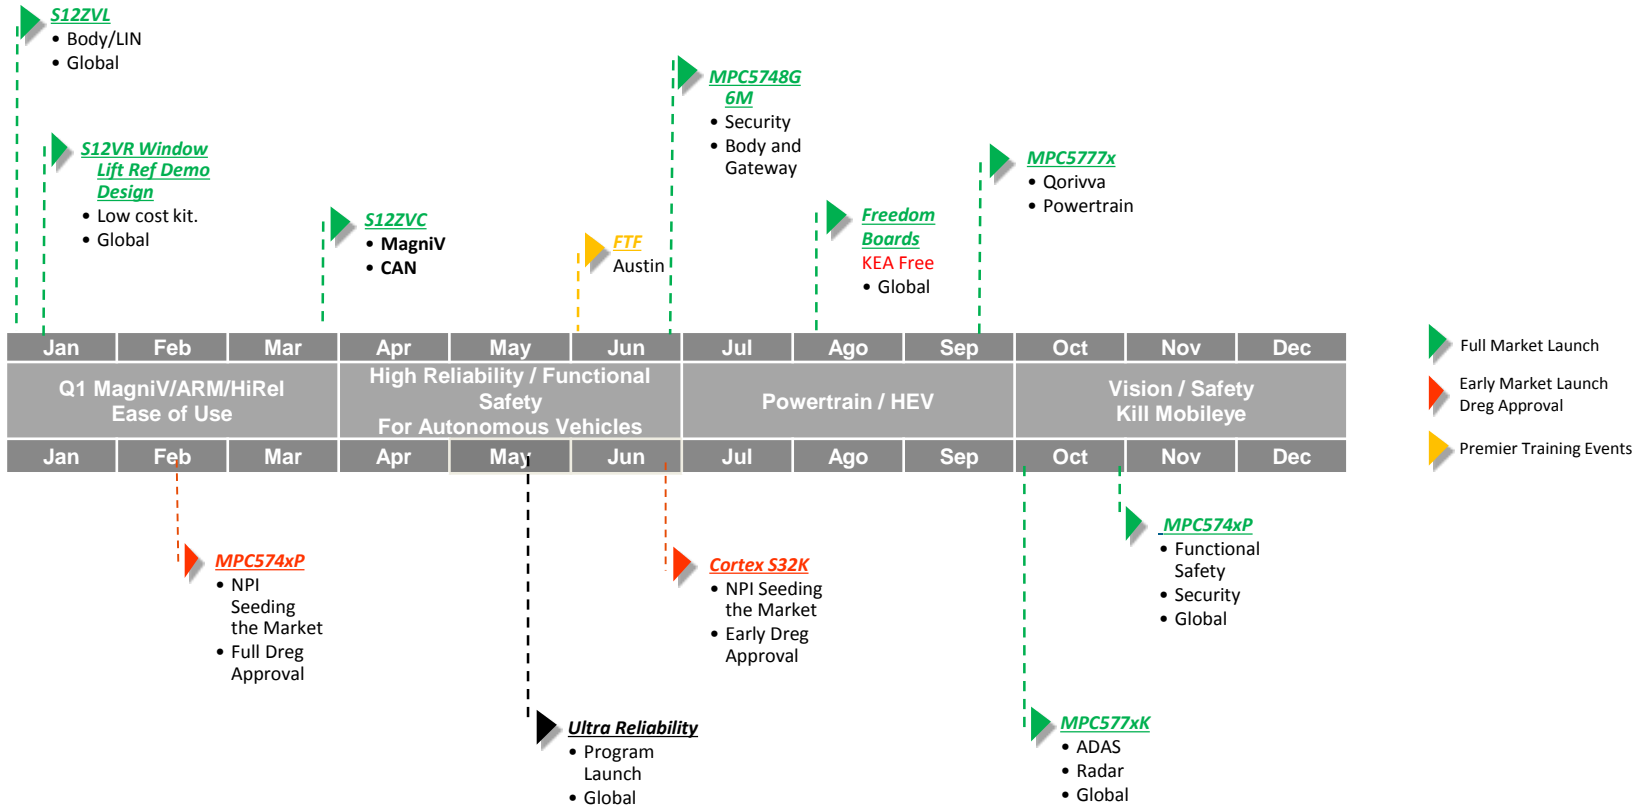 S12ZVL
• Body/LIN
• Global
S12VR Window
Lift Ref Demo
Design
• Low cost kit.
• Global
S12ZVC
• MagniV
• CAN
FTF
Austin
MPC5748G
6M
• Security
• Body and
Gateway
Freedom
Boards
KEA Free
• Global
MPC5777x
• Qorivva
• Powertrain
Jan Feb Mar Apr May Jun Jul Ago Sep Oct Nov Dec
Q1 MagniV/ARM/HiRel
Ease of Use
High Reliability / Functional
Safety
For Autonomous Vehicles
Powertrain / HEV
Vision / Safety
Kill Mobileye
Jan Feb Mar Apr May Jun Jul Ago Sep Oct Nov Dec
Full Market Launch
Early Market Launch
Dreg Approval
Premier Training Events
MPC574xP
• NPI
Seeding
the Market
• Full Dreg
Approval
Ultra Reliability
• Program
Launch
• Global
Cortex S32K
• NPI Seeding
the Market
• Early Dreg
Approval
MPC577xK
• ADAS
• Radar
• Global
MPC574xP
• Functional
Safety
• Security
• Global